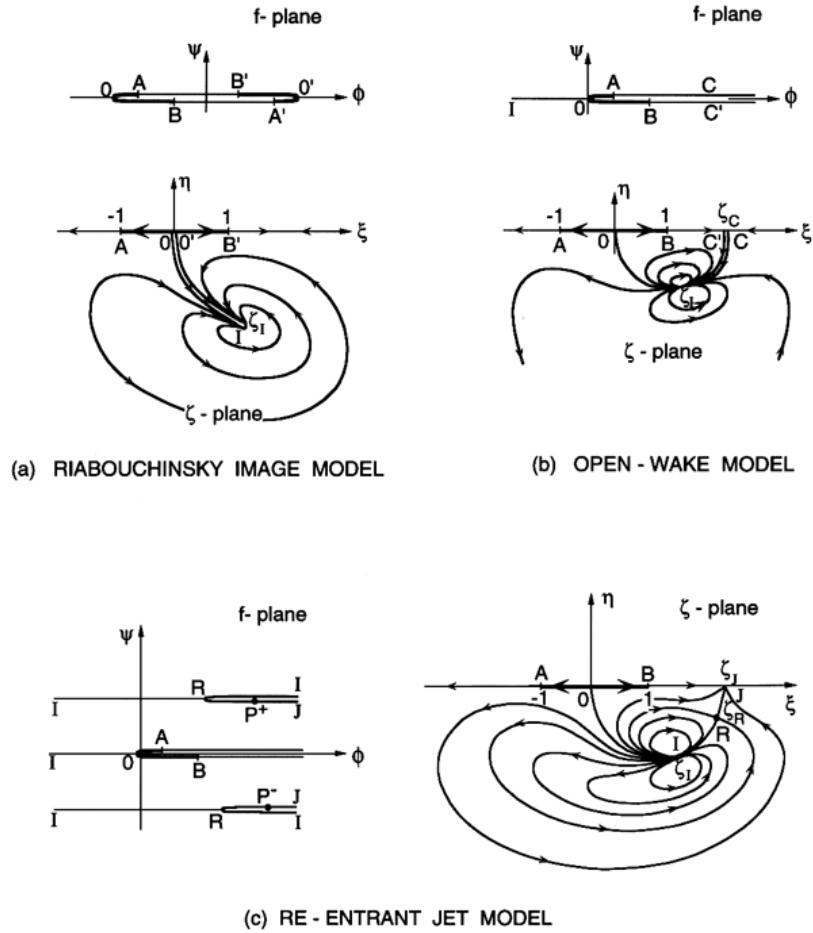 f- plane
ψ
0 A B' 0' ϕ
B A'
η
-1 1
A 0 0' B' ξ
ζI
I
ζ - plane
(a) RIABOUCHINSKY IMAGE MODEL
f- plane
ψ
A C
I 0 B C' ϕ
η
-1 1 ζC
A 0 B C' C ξ
ζI
ζ - plane
(b) OPEN - WAKE MODEL
f- plane
ψ
R I
I P+ J
A
I 0 B ϕ
P- J
I R I
η ζ - plane
A B ζJ
-1 0 1 J ξ
ζR
R
I
ζI
(c) RE - ENTRANT JET MODEL